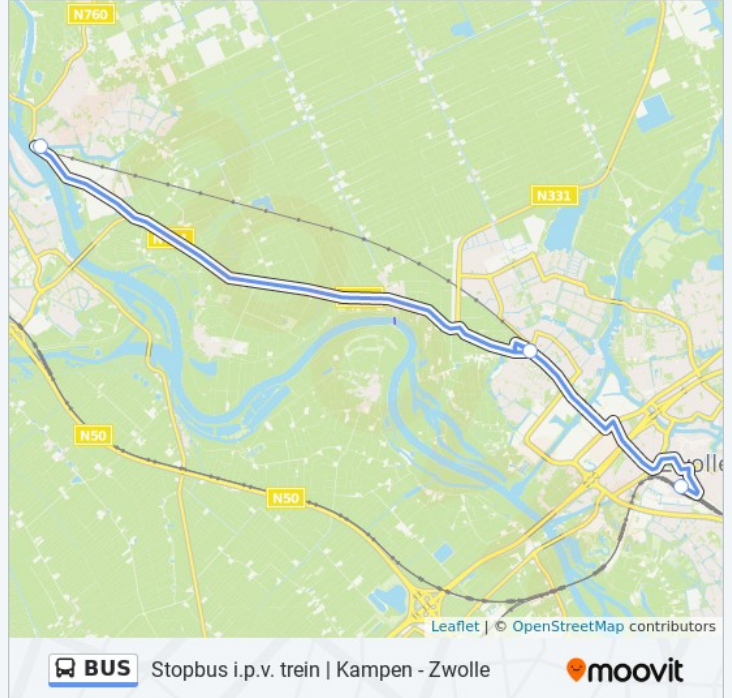 N760
N331
Zwolle
N50
N50
Leaflet | © OpenStreetMap contributors
BUS Stopbus i.p.v. trein | Kampen - Zwolle moovit